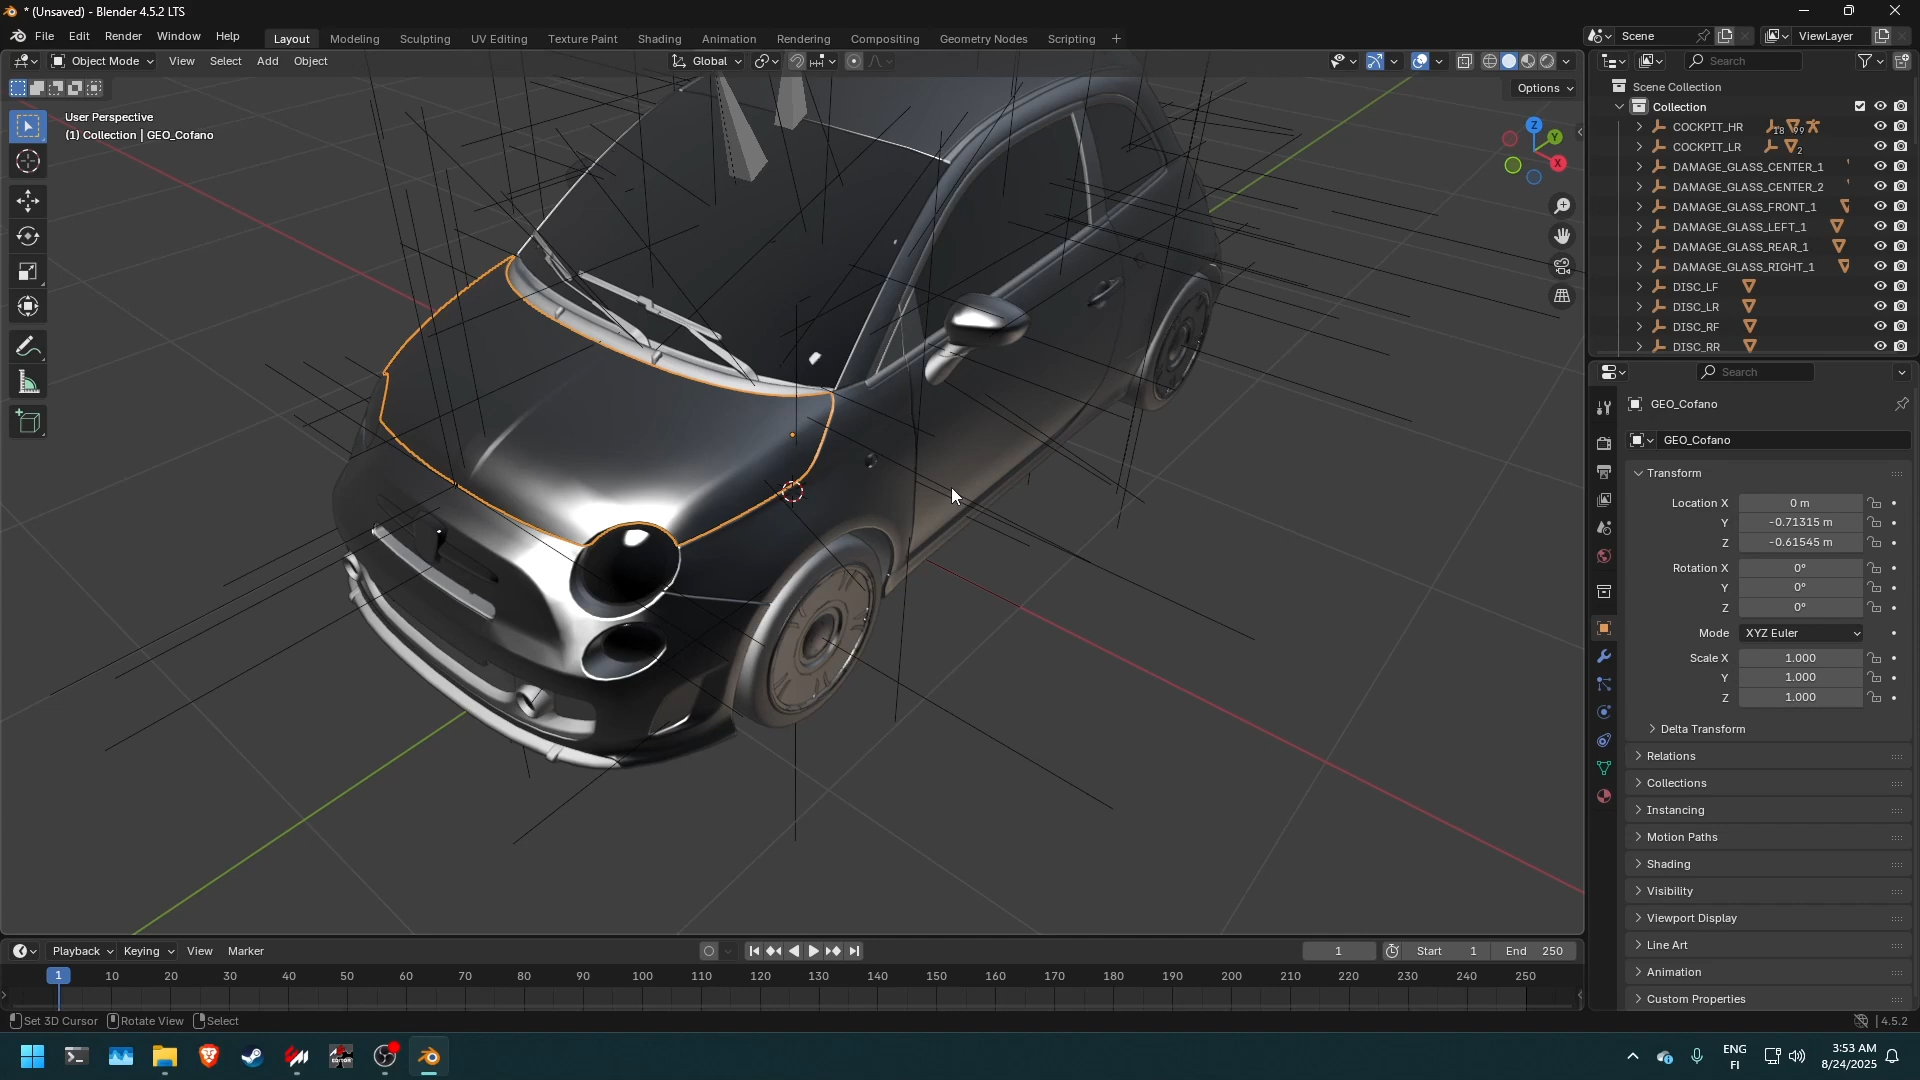 * (Unsaved) - Blender 4.5.2 LTS
File Edit Render Window Help Layout Modeling Sculpting UV Editing Texture Paint Shading Animation Rendering Compositing Geometry Nodes Scripting + Scene ViewLayer
Object Mode View Select Add Object Global Search
Options
User Perspective
(1) Collection | GEO_Cofano
Z
Y
X
Scene Collection
Collection
COCKPIT_HR 18 99
COCKPIT_LR 2
DAMAGE_GLASS_CENTER_1
DAMAGE_GLASS_CENTER_2
DAMAGE_GLASS_FRONT_1
DAMAGE_GLASS_LEFT_1
DAMAGE_GLASS_REAR_1
DAMAGE_GLASS_RIGHT_1
DISC_LF
DISC_LR
DISC_RF
DISC_RR
Search
GEO_Cofano
GEO_Cofano
Transform
Location X 0 m
Y -0.71315 m
Z -0.61545 m
Rotation X 0°
Y 0°
Z 0°
Mode XYZ Euler
Scale X 1.000
Y 1.000
Z 1.000
Delta Transform
Relations
Collections
Instancing
Motion Paths
Shading
Visibility
Viewport Display
Line Art
Animation
Custom Properties
Playback Keying View Marker 1 Start 1 End 250
1 10 20 30 40 50 60 70 80 90 100 110 120 130 140 150 160 170 180 190 200 210 220 230 240 250
Set 3D Cursor Rotate View Select 4.5.2
EDITOR
ENG
FI
3:53 AM
8/24/2025